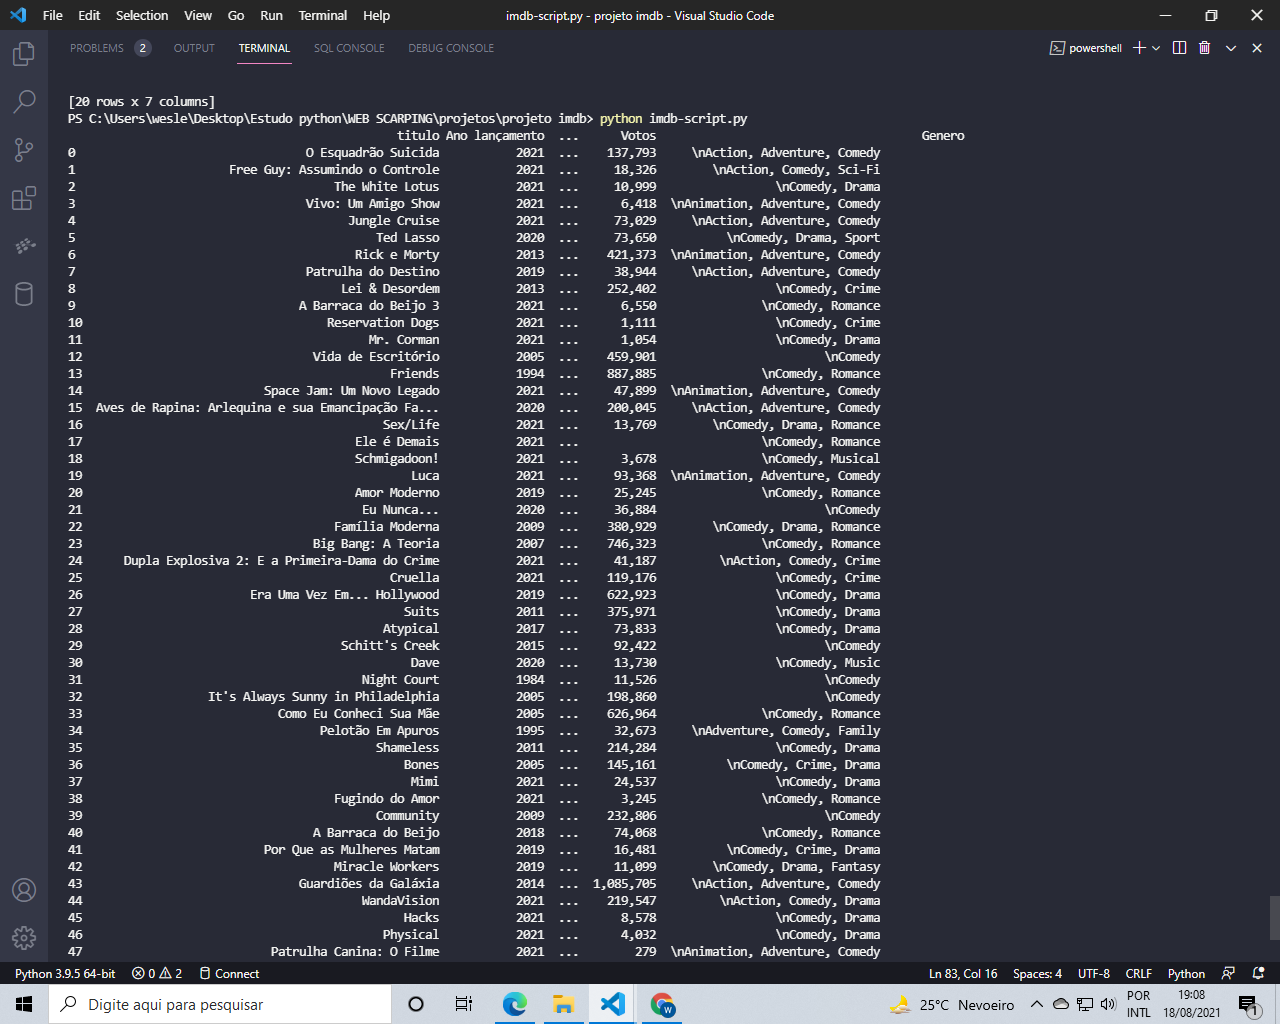 File Edit Selection View Go Run Terminal Help imdb-script.py - projeto imdb - Visual Studio Code
PROBLEMS 2 OUTPUT TERMINAL SQL CONSOLE DEBUG CONSOLE powershell
[20 rows x 7 columns]
PS C:\Users\wesle\Desktop\Estudo python\WEB SCARPING\projetos\projeto imdb> python imdb-script.py
titulo Ano lançamento ... Votos Genero
0 O Esquadrão Suicida 2021 ... 137,793 \nAction, Adventure, Comedy
1 Free Guy: Assumindo o Controle 2021 ... 18,326 \nAction, Comedy, Sci-Fi
2 The White Lotus 2021 ... 10,999 \nComedy, Drama
3 Vivo: Um Amigo Show 2021 ... 6,418 \nAnimation, Adventure, Comedy
4 Jungle Cruise 2021 ... 73,029 \nAction, Adventure, Comedy
5 Ted Lasso 2020 ... 73,650 \nComedy, Drama, Sport
6 Rick e Morty 2013 ... 421,373 \nAnimation, Adventure, Comedy
7 Patrulha do Destino 2019 ... 38,944 \nAction, Adventure, Comedy
8 Lei & Desordem 2013 ... 252,402 \nComedy, Crime
9 A Barraca do Beijo 3 2021 ... 6,550 \nComedy, Romance
10 Reservation Dogs 2021 ... 1,111 \nComedy, Crime
11 Mr. Corman 2021 ... 1,054 \nComedy, Drama
12 Vida de Escritório 2005 ... 459,901 \nComedy
13 Friends 1994 ... 887,885 \nComedy, Romance
14 Space Jam: Um Novo Legado 2021 ... 47,899 \nAnimation, Adventure, Comedy
15 Aves de Rapina: Arlequina e sua Emancipação Fa... 2020 ... 200,045 \nAction, Adventure, Comedy
16 Sex/Life 2021 ... 13,769 \nComedy, Drama, Romance
17 Ele é Demais 2021 ... \nComedy, Romance
18 Schmigadoon! 2021 ... 3,678 \nComedy, Musical
19 Luca 2021 ... 93,368 \nAnimation, Adventure, Comedy
20 Amor Moderno 2019 ... 25,245 \nComedy, Romance
21 Eu Nunca... 2020 ... 36,884 \nComedy
22 Família Moderna 2009 ... 380,929 \nComedy, Drama, Romance
23 Big Bang: A Teoria 2007 ... 746,323 \nComedy, Romance
24 Dupla Explosiva 2: E a Primeira-Dama do Crime 2021 ... 41,187 \nAction, Comedy, Crime
25 Cruella 2021 ... 119,176 \nComedy, Crime
26 Era Uma Vez Em... Hollywood 2019 ... 622,923 \nComedy, Drama
27 Suits 2011 ... 375,971 \nComedy, Drama
28 Atypical 2017 ... 73,833 \nComedy, Drama
29 Schitt's Creek 2015 ... 92,422 \nComedy
30 Dave 2020 ... 13,730 \nComedy, Music
31 Night Court 1984 ... 11,526 \nComedy
32 It's Always Sunny in Philadelphia 2005 ... 198,860 \nComedy
33 Como Eu Conheci Sua Mãe 2005 ... 626,964 \nComedy, Romance
34 Pelotão Em Apuros 1995 ... 32,673 \nAdventure, Comedy, Family
35 Shameless 2011 ... 214,284 \nComedy, Drama
36 Bones 2005 ... 145,161 \nComedy, Crime, Drama
37 Mimi 2021 ... 24,537 \nComedy, Drama
38 Fugindo do Amor 2021 ... 3,245 \nComedy, Romance
39 Community 2009 ... 232,806 \nComedy
40 A Barraca do Beijo 2018 ... 74,068 \nComedy, Romance
41 Por Que as Mulheres Matam 2019 ... 16,481 \nComedy, Crime, Drama
42 Miracle Workers 2019 ... 11,099 \nComedy, Drama, Fantasy
43 Guardiões da Galáxia 2014 ... 1,085,705 \nAction, Adventure, Comedy
44 WandaVision 2021 ... 219,547 \nAction, Comedy, Drama
45 Hacks 2021 ... 8,578 \nComedy, Drama
46 Physical 2021 ... 4,032 \nComedy, Drama
47 Patrulha Canina: O Filme 2021 ... 279 \nAnimation, Adventure, Comedy
Python 3.9.5 64-bit 0 2 Connect Ln 83, Col 16 Spaces: 4 UTF-8 CRLF Python
Digite aqui para pesquisar W 25°C Nevoeiro POR INTL 19:08 18/08/2021 1